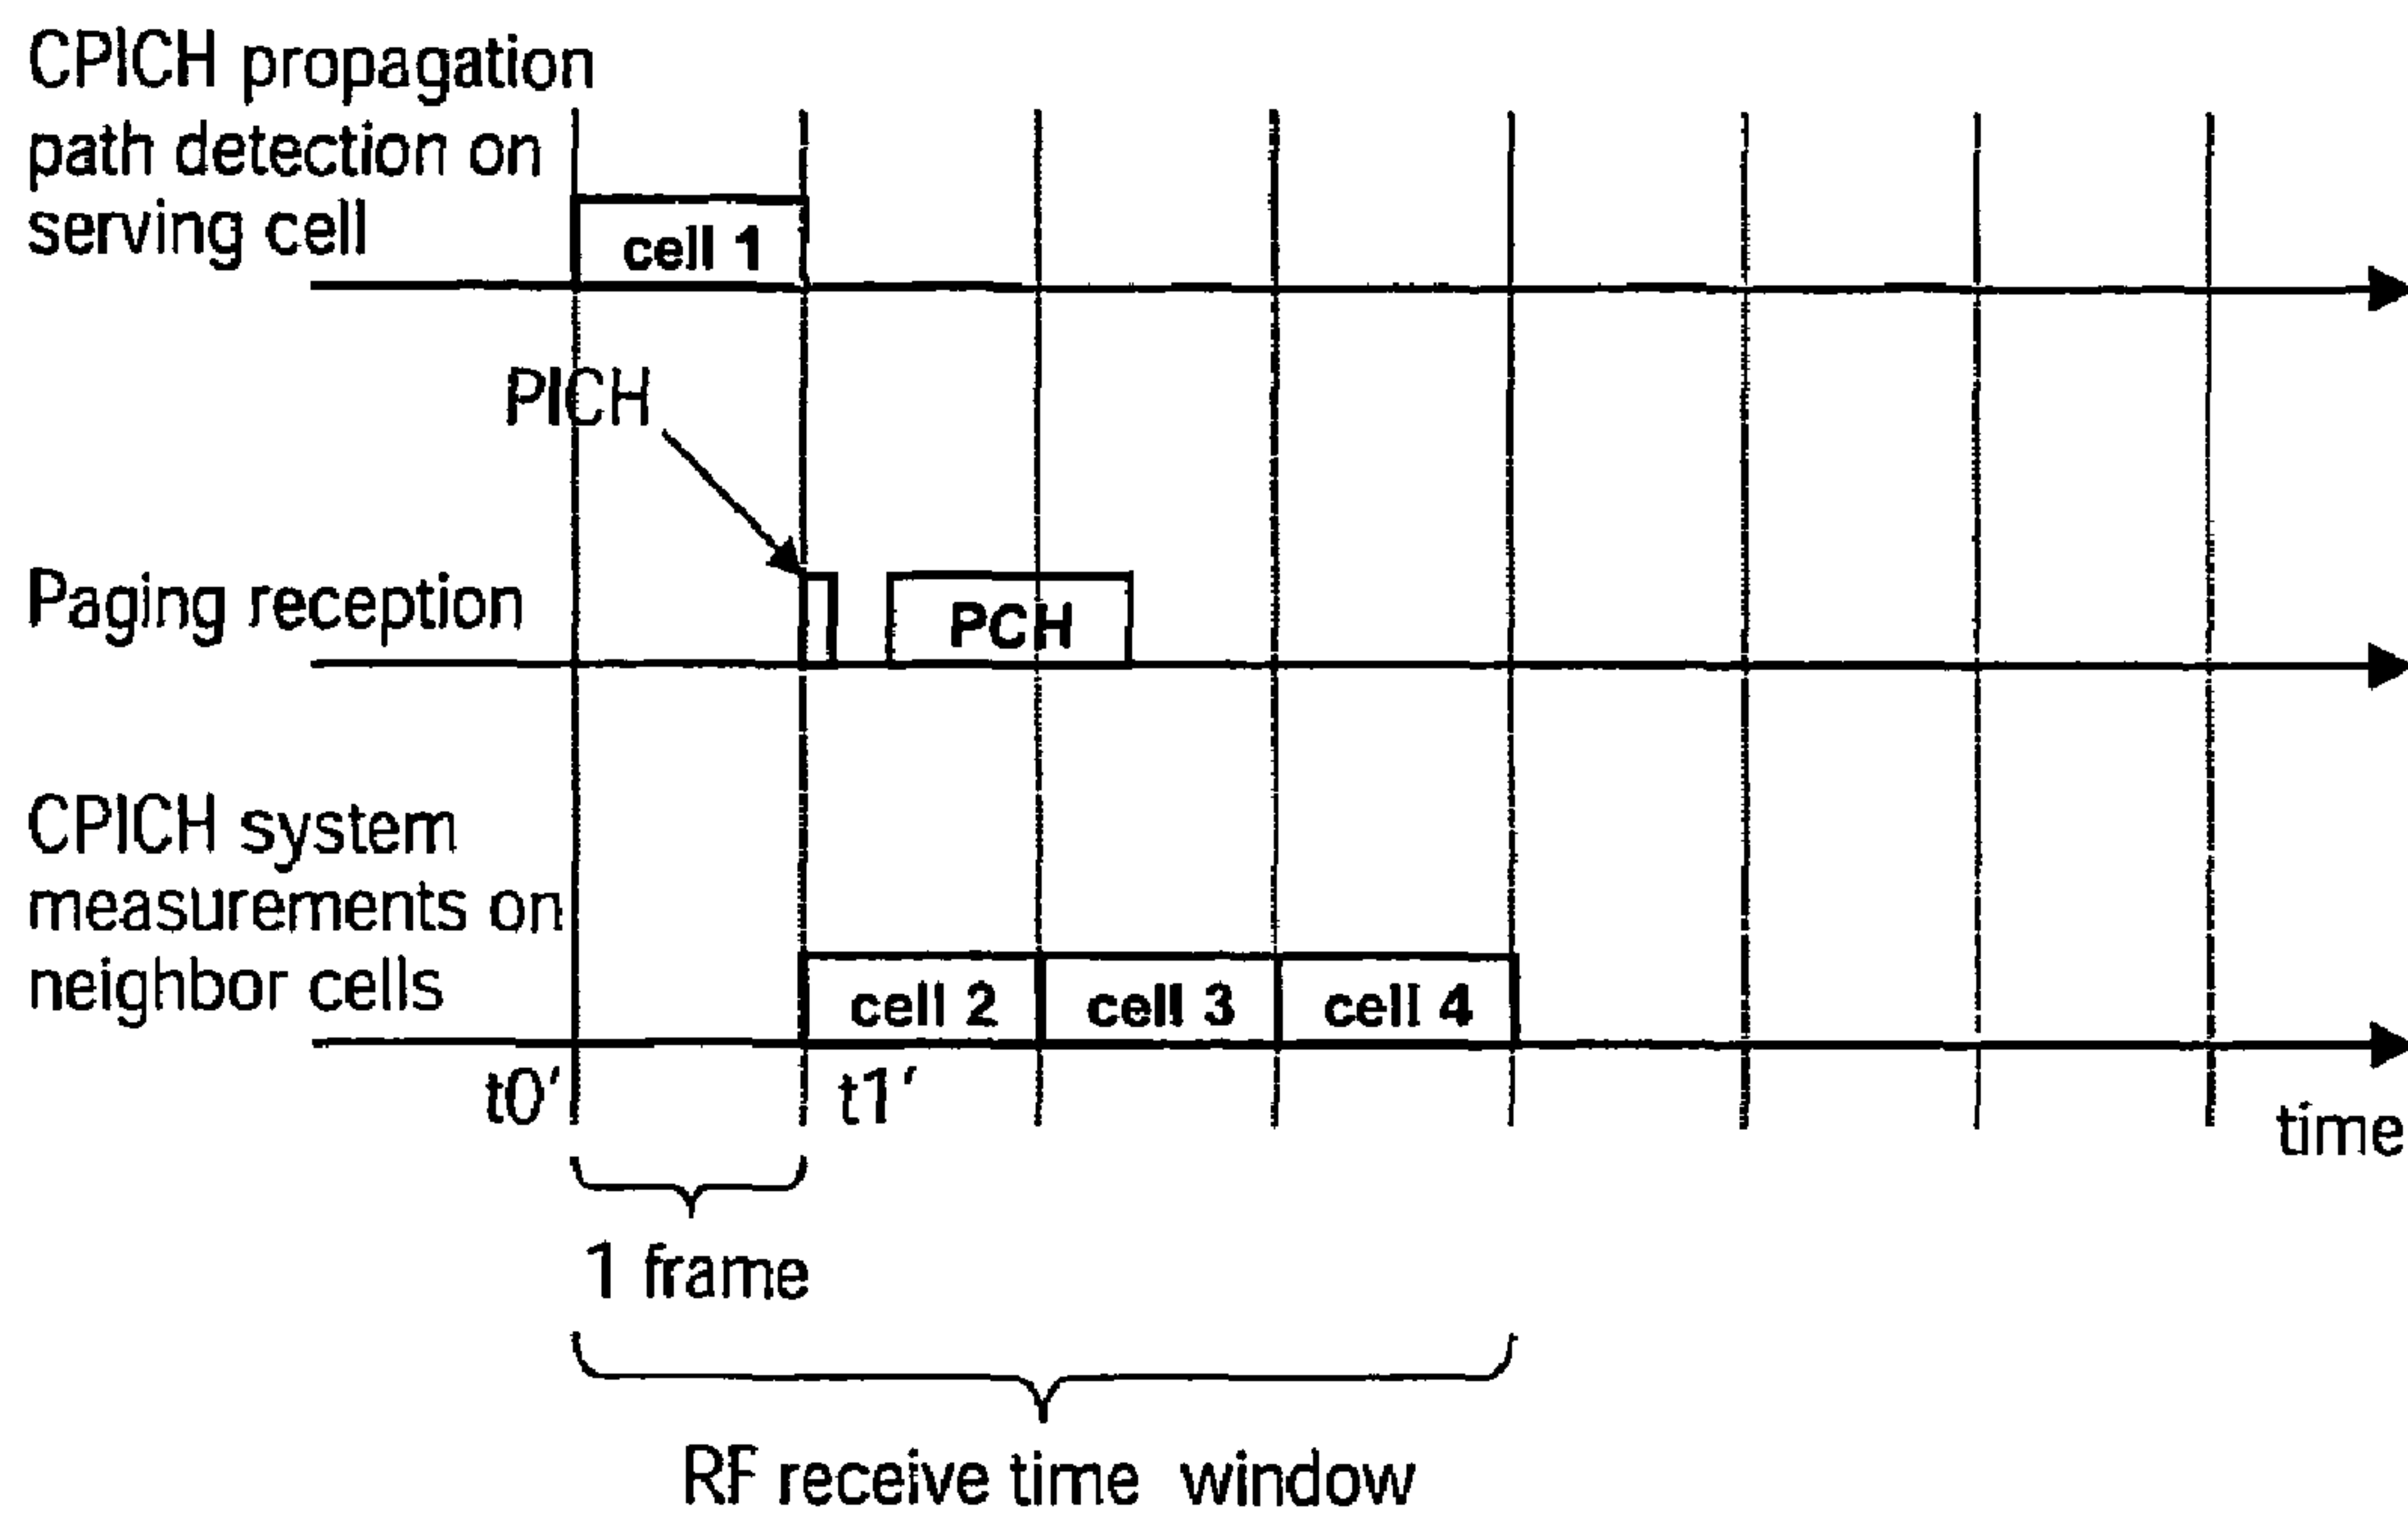 CPICH propagation
path detection on
serving cell
cell 1
PICH
Paging reception
PCH
CPICH system
measurements on
neighbor cells
cell 2 cell 3 cell 4
t0′ t1′
time
1 frame
RF receive time window